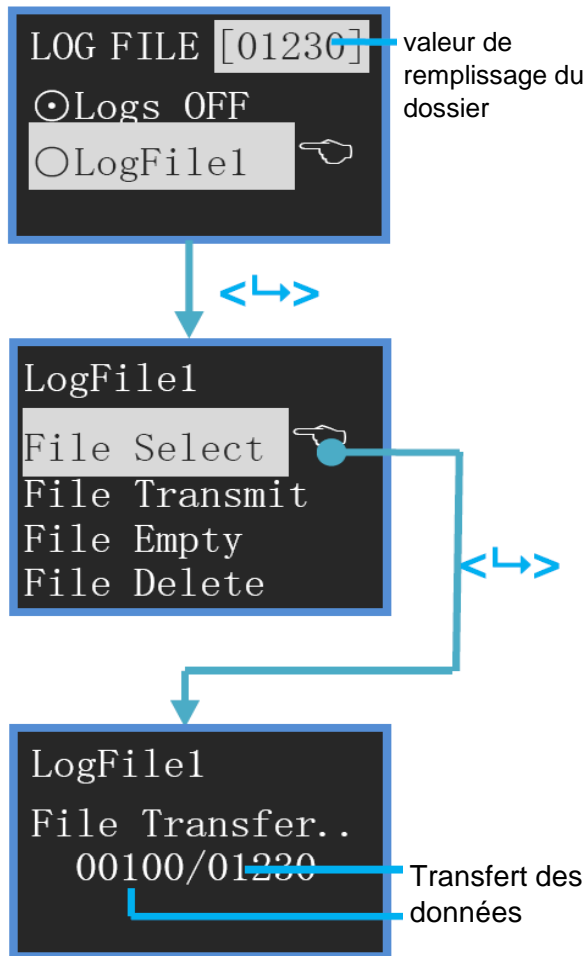 LOG FILE [01230]
valeur de
remplissage du
dossier
⊙Logs OFF
○LogFile1
<↳>
LogFile1
File Select
File Transmit
File Empty
File Delete
<↳>
LogFile1
File Transfer..
00100/01230
Transfert des
données